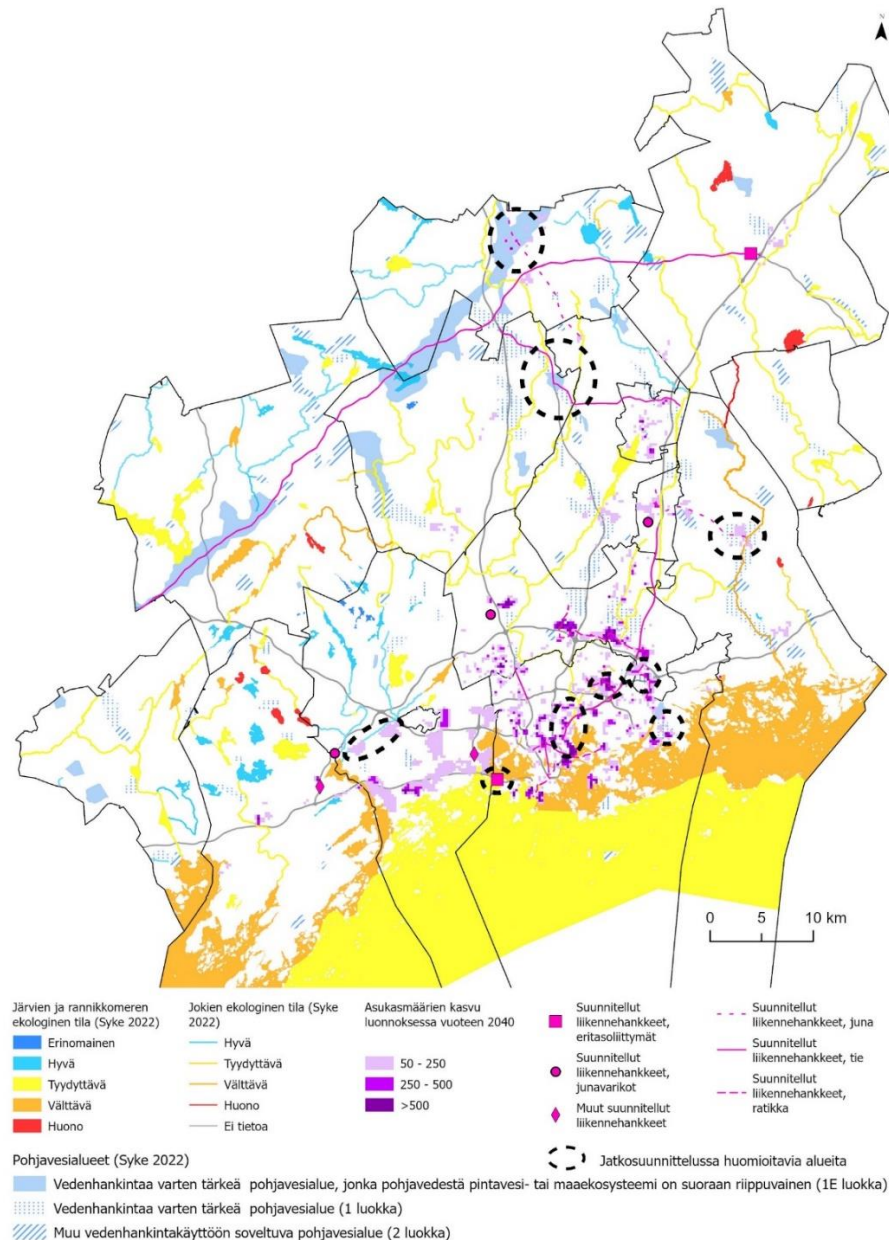 N
0 5 10 km
Järvien ja rannikkomeren
ekologinen tila (Syke 2022)
Erinomainen
Hyvä
Tyydyttävä
Välttävä
Huono
Jokien ekologinen tila (Syke
2022)
Hyvä
Tyydyttävä
Välttävä
Huono
Ei tietoa
Asukasmäärien kasvu
luonnoksessa vuoteen 2040
50 - 250
250 - 500
>500
Suunnitellut
liikennehankkeet,
eritasoliittymät
Suunnitellut
liikennehankkeet,
junavarikot
Muut suunnitellut
liikennehankkeet
Suunnitellut
liikennehankkeet, juna
Suunnitellut
liikennehankkeet, tie
Suunnitellut
liikennehankkeet,
ratikka
Jatkosuunnittelussa huomioitavia alueita
Pohjavesialueet (Syke 2022)
Vedenhankintaa varten tärkeä pohjavesialue, jonka pohjavedestä pintavesi- tai maaekosysteemi on suoraan riippuvainen (1E luokka)
Vedenhankintaa varten tärkeä pohjavesialue (1 luokka)
Muu vedenhankintakäyttöön soveltuva pohjavesialue (2 luokka)